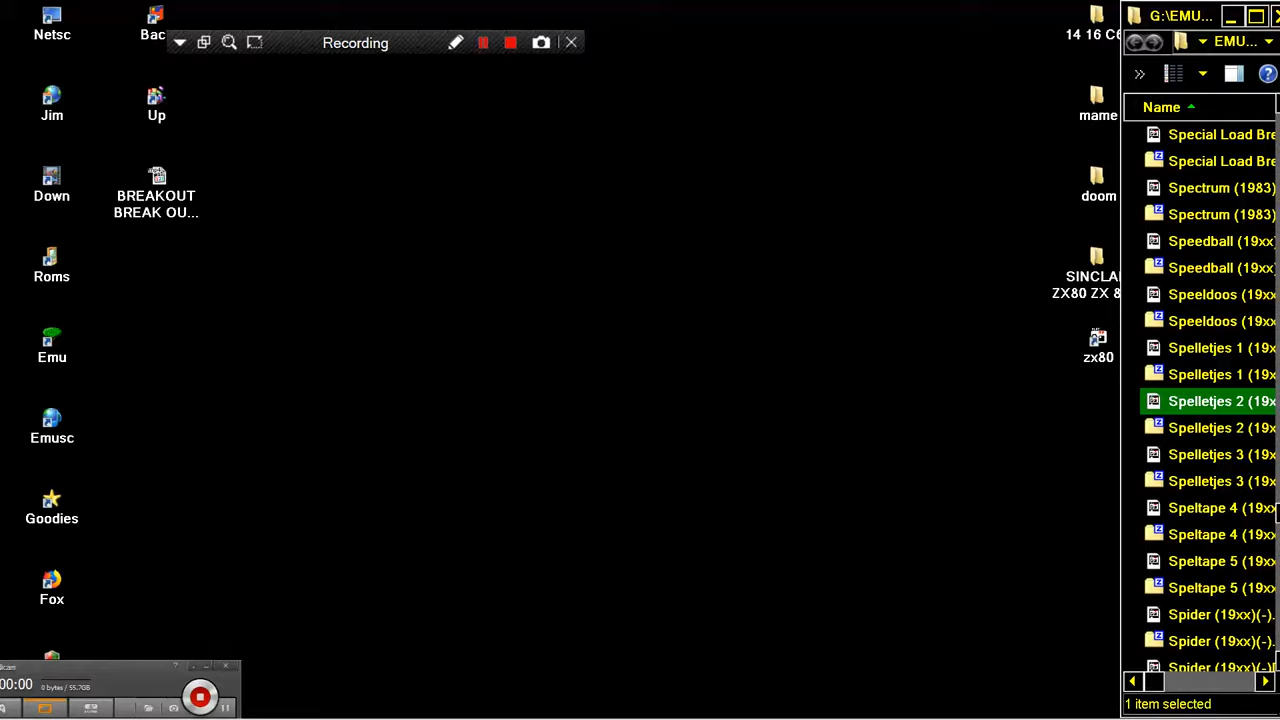 Netsc
Bac
Recording
Jim
Up
Down
BREAKOUT
BREAK OU...
Roms
Emu
Emusc
Goodies
Fox
14 16 C6
mame
doom
SINCLA
ZX80 ZX 8
zx80
G:\EMU...
EMU...
Name
Special Load Bre
Special Load Bre
Spectrum (1983)
Spectrum (1983)
Speedball (19xx)
Speedball (19xx)
Speeldoos (19xx
Speeldoos (19xx
Spelletjes 1 (19x
Spelletjes 1 (19x
Spelletjes 2 (19x
Spelletjes 2 (19x
Spelletjes 3 (19x
Spelletjes 3 (19x
Speltape 4 (19xx
Speltape 4 (19xx
Speltape 5 (19xx
Speltape 5 (19xx
Spider (19xx)(-).
Spider (19xx)(-).
Spider (19xx)(-)
1 item selected
cam
00:00
0 bytes / 55.7GB